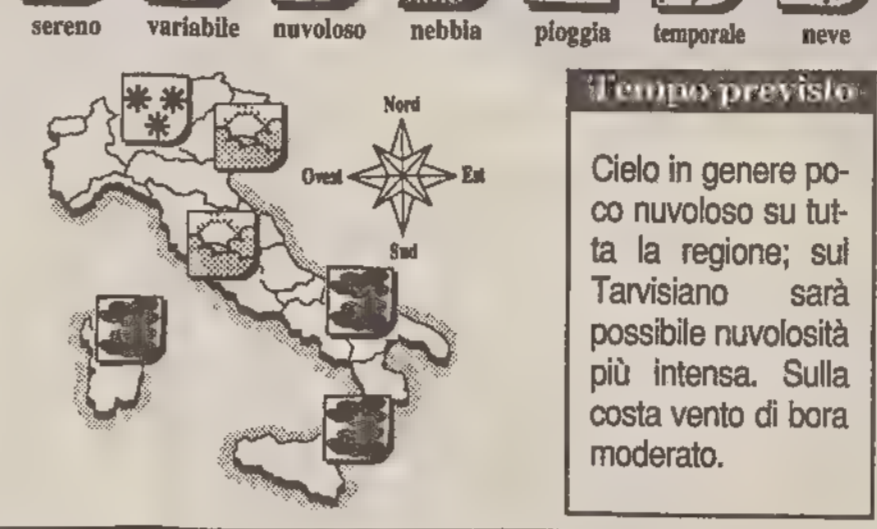 sereno variabile nuvoloso nebbia pioggia temporale neve
Nord
Ovest Est
Sud
Tempo previsto
Cielo in genere po-
co nuvoloso su tut-
ta la regione; sul
Tarvisiano sarà
possibile nuvolosità
più intensa. Sulla
costa vento di bora
moderato.